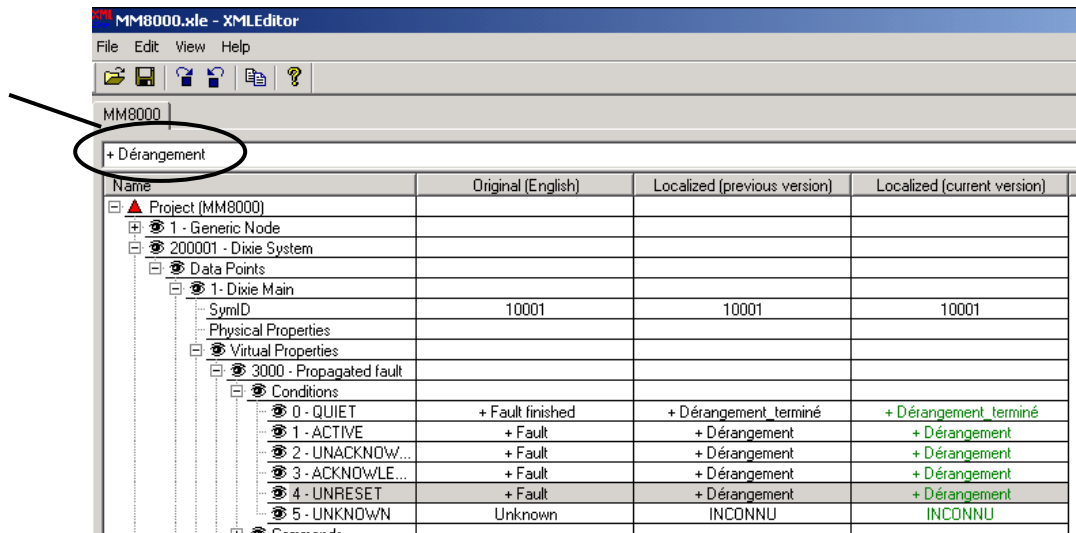 XML MM8000.xle - XMLEditor
File Edit View Help
MM8000
+ Dérangement
Name Original (English) Localized (previous version) Localized (current version)
Project (MM8000)
1 - Generic Node
200001 - Dixie System
Data Points
1- Dixie Main
SymID 10001 10001 10001
Physical Properties
Virtual Properties
3000 - Propagated fault
Conditions
0 - QUIET + Fault finished + Dérangement_terminé + Dérangement_terminé
1 - ACTIVE + Fault + Dérangement + Dérangement
2 - UNACKNOW... + Fault + Dérangement + Dérangement
3 - ACKNOWLE... + Fault + Dérangement + Dérangement
4 - UNRESET + Fault + Dérangement + Dérangement
5 - UNKNOWN Unknown INCONNU INCONNU